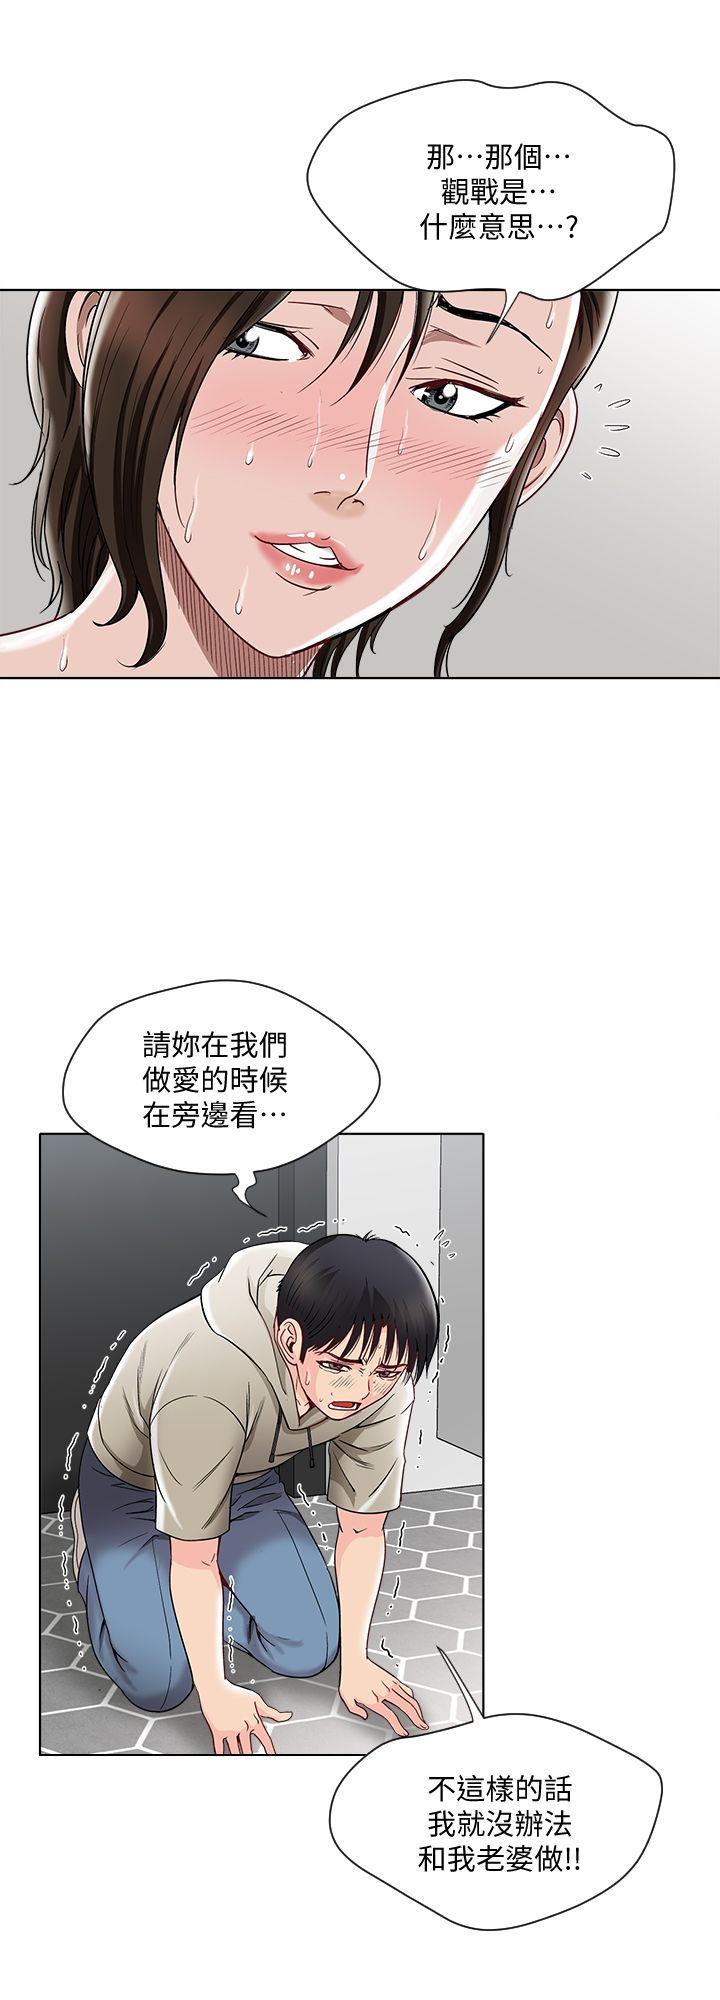 那⋯那個⋯
觀戰是⋯
什麼意思⋯?
請妳在我們
做愛的時候
在旁邊看⋯
不這樣的話
我就沒辦法
和我老婆做!!